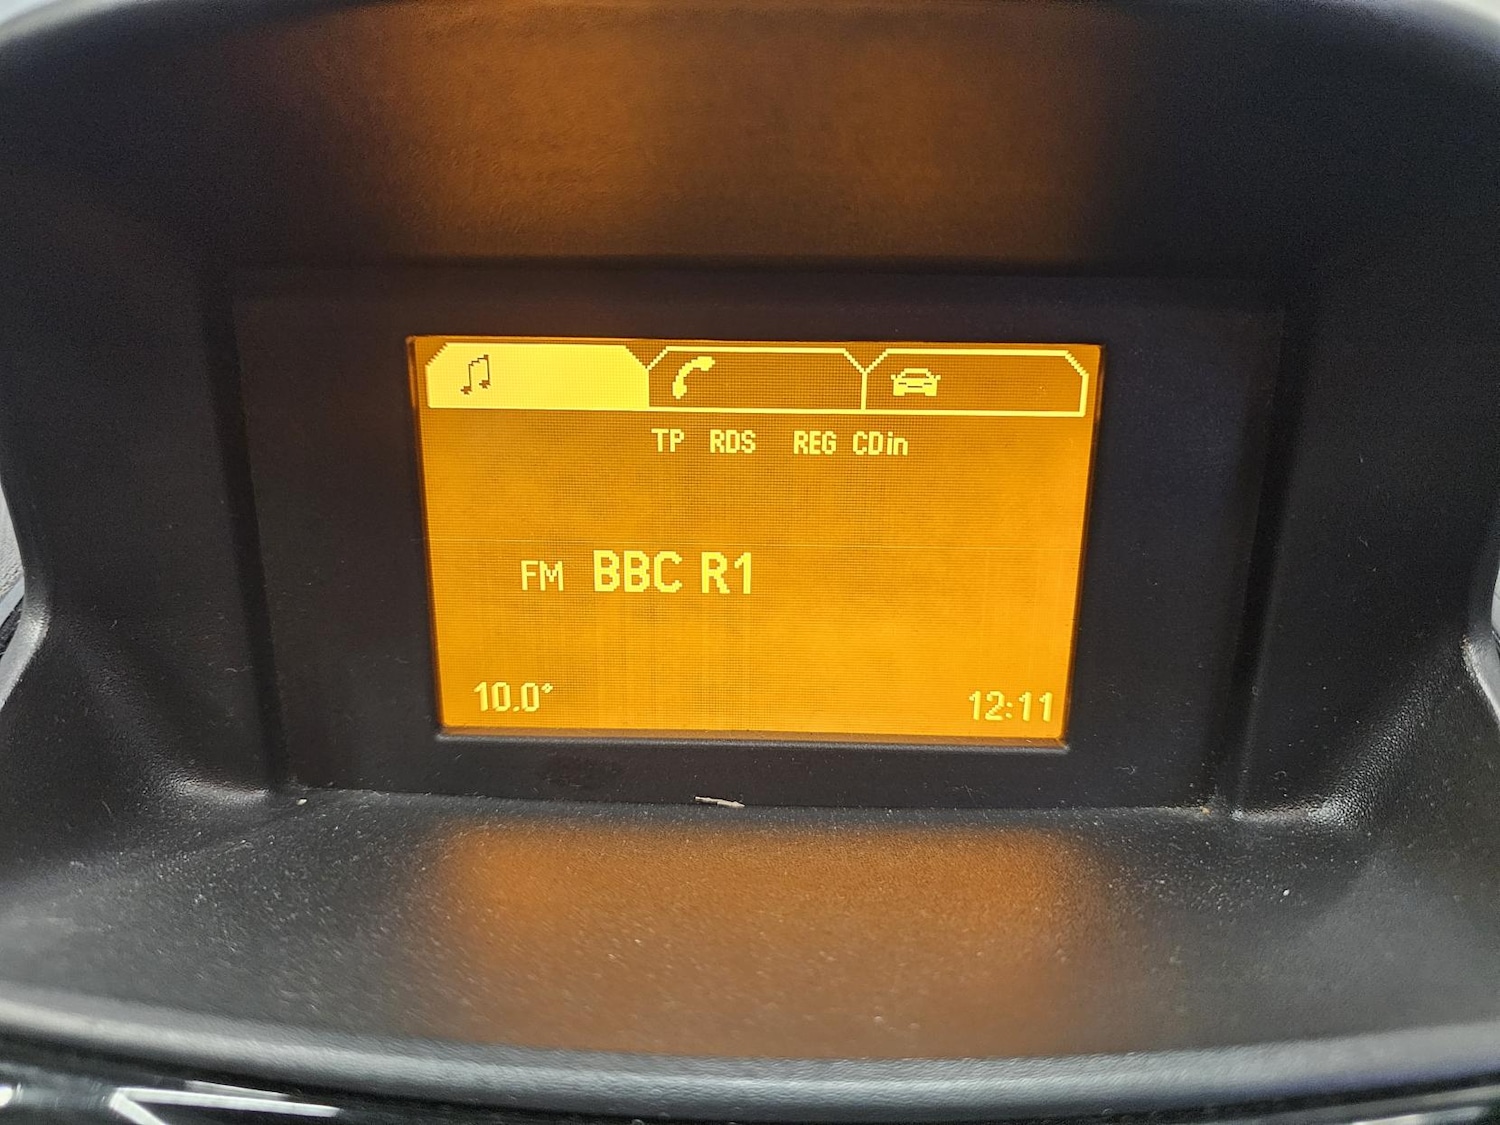 TP RDS REG CDin
FM BBC R1
10.0° 12:11